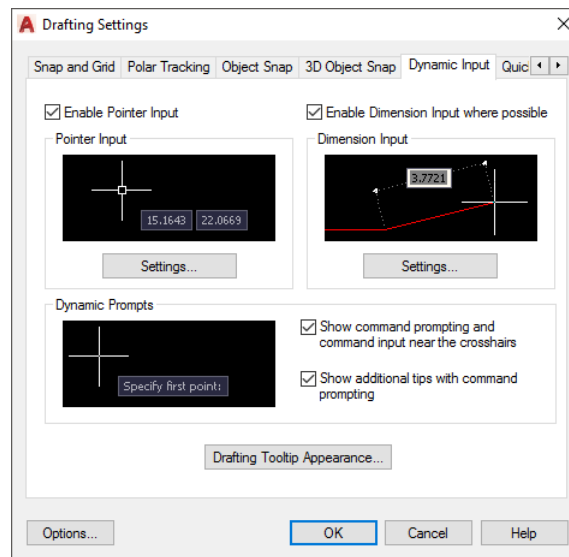 Drafting Settings
Snap and Grid Polar Tracking Object Snap 3D Object Snap Dynamic Input Quic
Enable Pointer Input
Enable Dimension Input where possible
Pointer Input
Dimension Input
3.7721
15.1643 22.0669
Settings...
Settings...
Dynamic Prompts
Specify first point:
Show command prompting and
command input near the crosshairs
Show additional tips with command
prompting
Drafting Tooltip Appearance...
Options...
OK
Cancel
Help